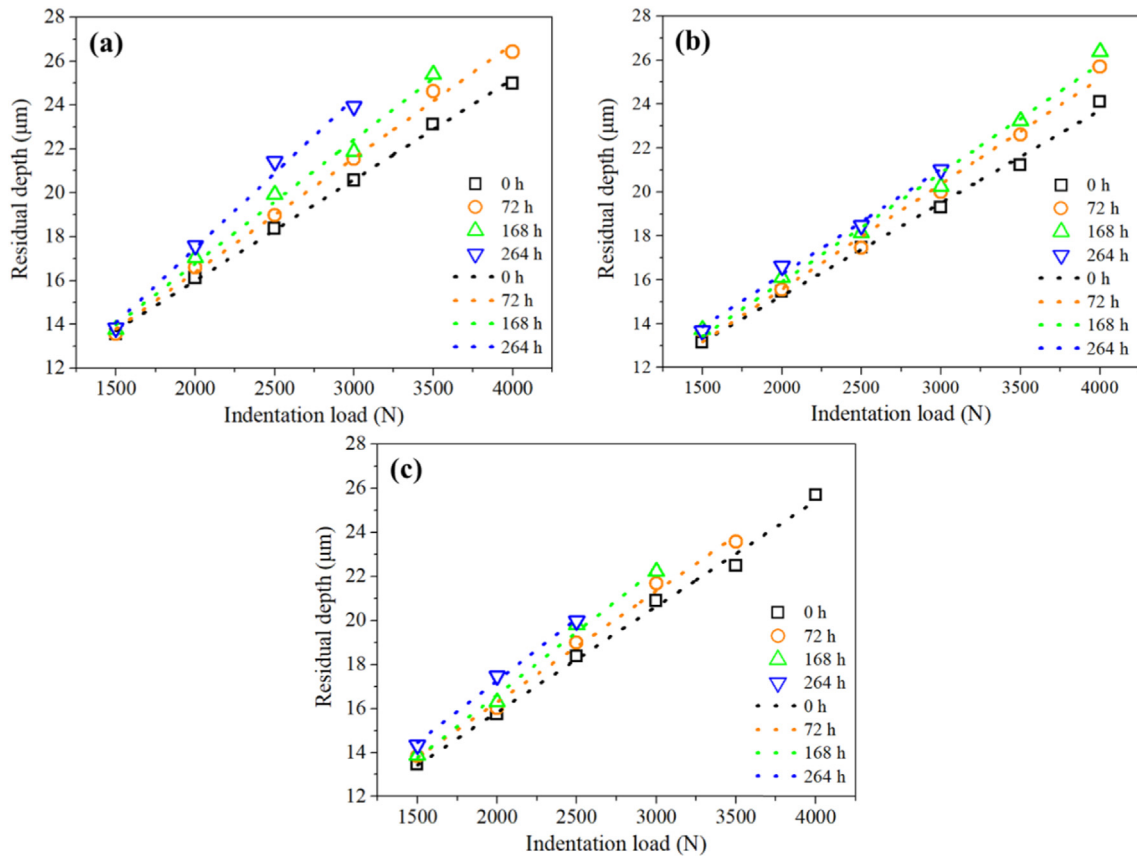 (a)
Residual depth (μm)
28
26
24
22
20
18
16
14
12
0 h
72 h
168 h
264 h
0 h
72 h
168 h
264 h
1500 2000 2500 3000 3500 4000
Indentation load (N)
(b)
Residual depth (μm)
28
26
24
22
20
18
16
14
12
0 h
72 h
168 h
264 h
0 h
72 h
168 h
264 h
1500 2000 2500 3000 3500 4000
Indentation load (N)
(c)
Residual depth (μm)
28
26
24
22
20
18
16
14
12
0 h
72 h
168 h
264 h
0 h
72 h
168 h
264 h
1500 2000 2500 3000 3500 4000
Indentation load (N)